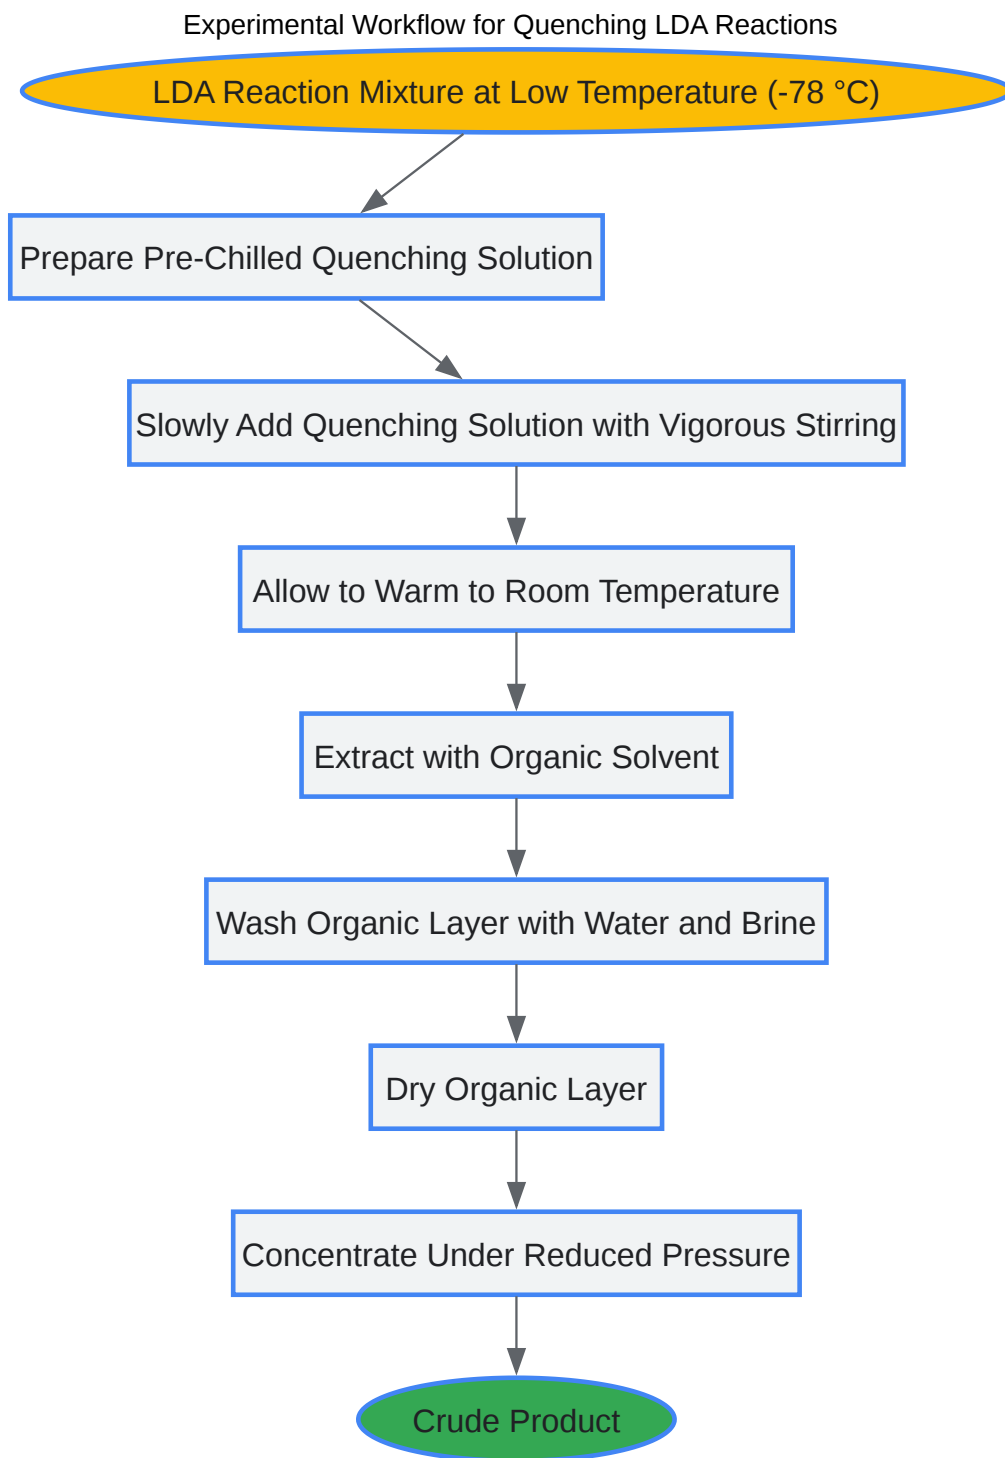 Experimental Workflow for Quenching LDA Reactions
LDA Reaction Mixture at Low Temperature (-78 °C)
Prepare Pre-Chilled Quenching Solution
Slowly Add Quenching Solution with Vigorous Stirring
Allow to Warm to Room Temperature
Extract with Organic Solvent
Wash Organic Layer with Water and Brine
Dry Organic Layer
Concentrate Under Reduced Pressure
Crude Product